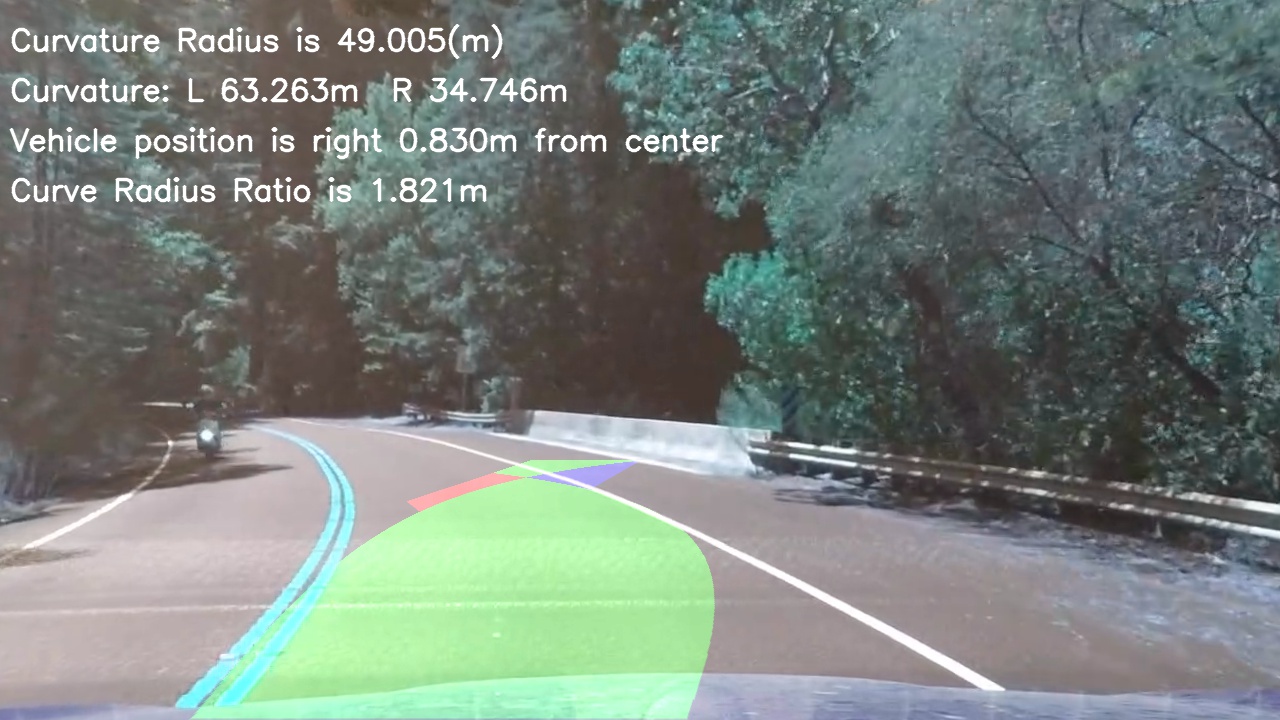 Curvature Radius is 49.005(m)
Curvature: L 63.263m R 34.746m
Vehicle position is right 0.830m from center
Curve Radius Ratio is 1.821m